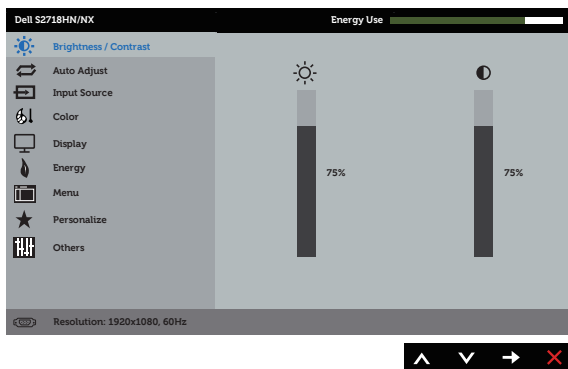 Dell S2718HN/NX
Energy Use
Brightness / Contrast
Auto Adjust
Input Source
Color
Display
Energy
Menu
Personalize
Others
75%
75%
Resolution: 1920x1080, 60Hz